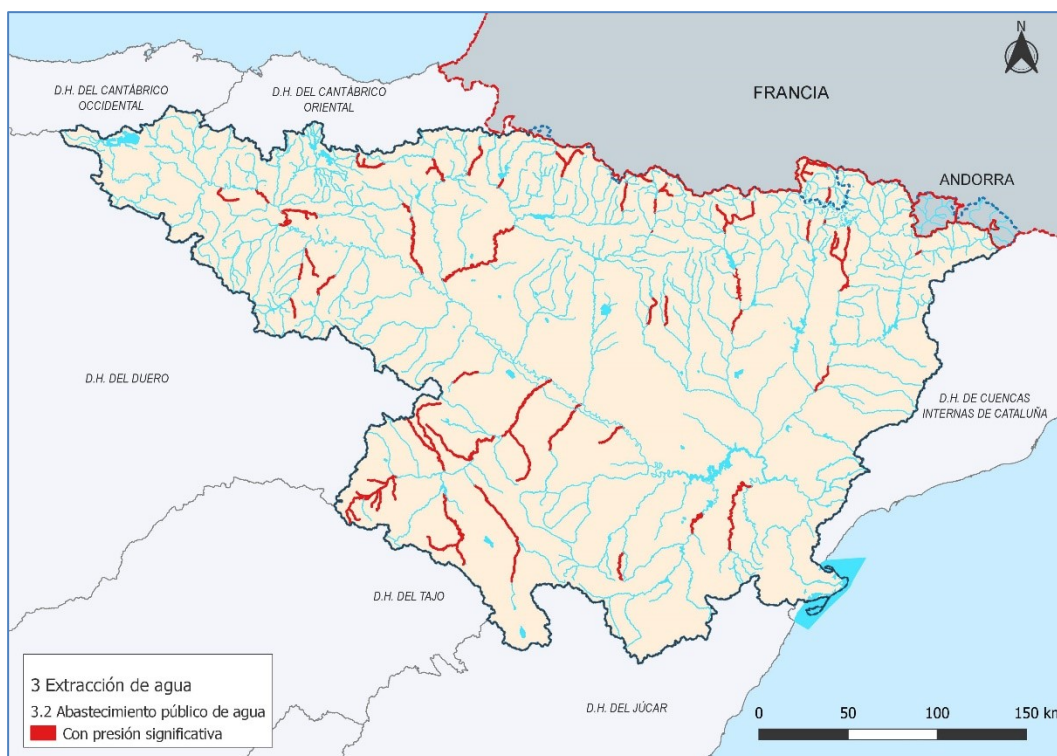 N
D.H. DEL CANTÁBRICO
OCCIDENTAL
D.H. DEL CANTÁBRICO
ORIENTAL
FRANCIA
ANDORRA
D.H. DEL DUERO
D.H. DE CUENCAS
INTERNAS DE CATALUÑA
D.H. DEL TAJO
D.H. DEL JÚCAR
3 Extracción de agua
3.2 Abastecimiento público de agua
Con presión significativa
0 50 100 150 km